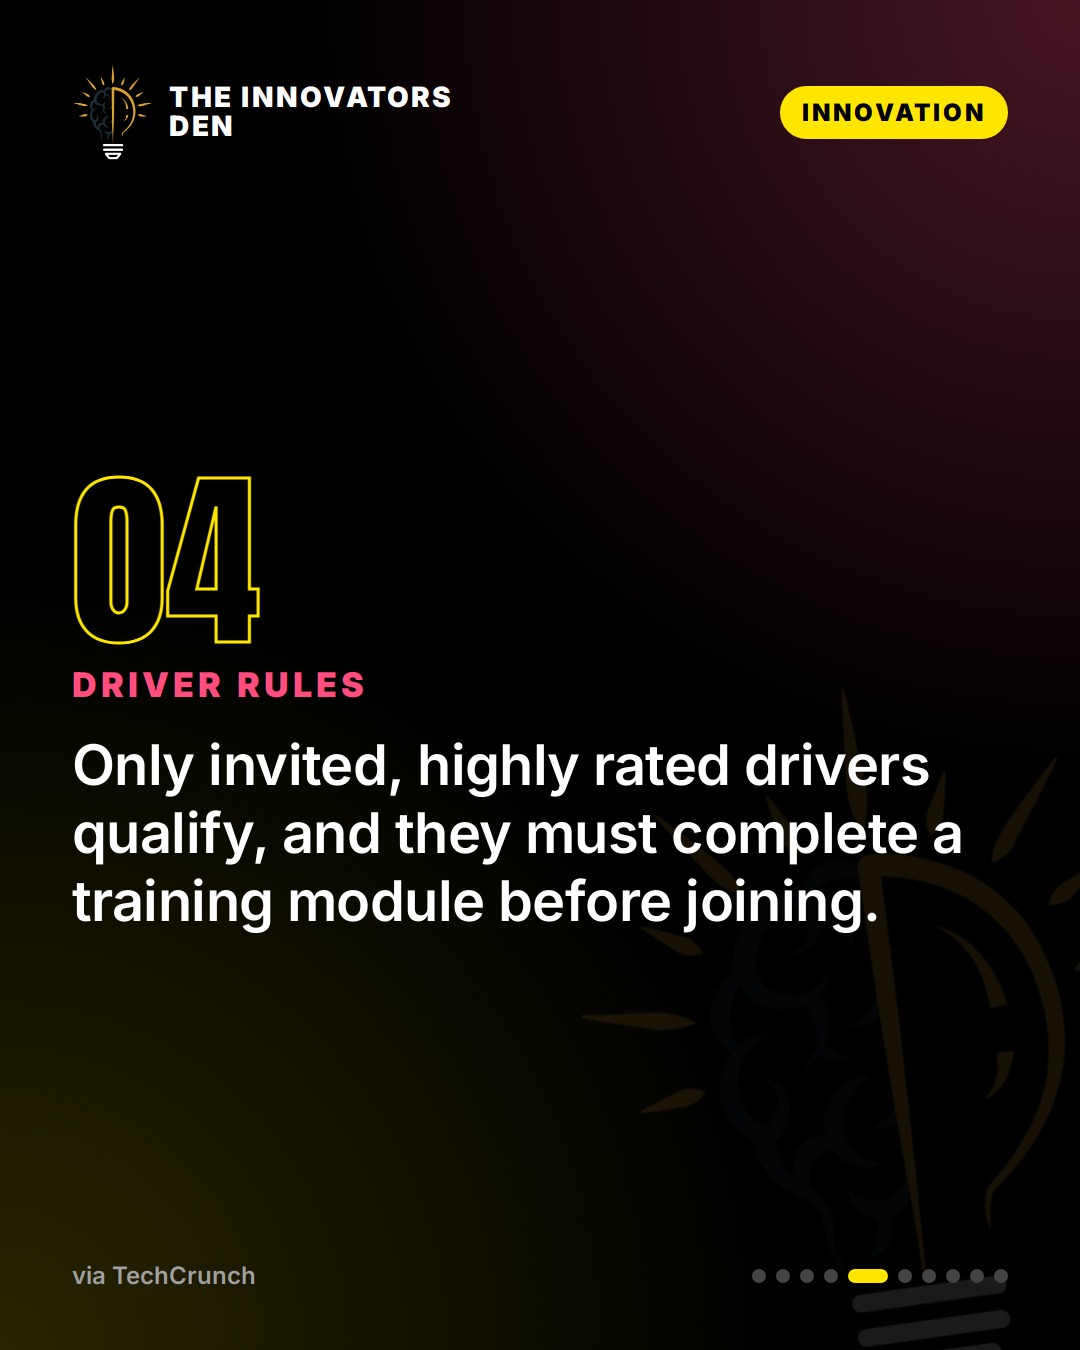 THE INNOVATORS
DEN
INNOVATION
04
DRIVER RULES
Only invited, highly rated drivers
qualify, and they must complete a
training module before joining.
via TechCrunch